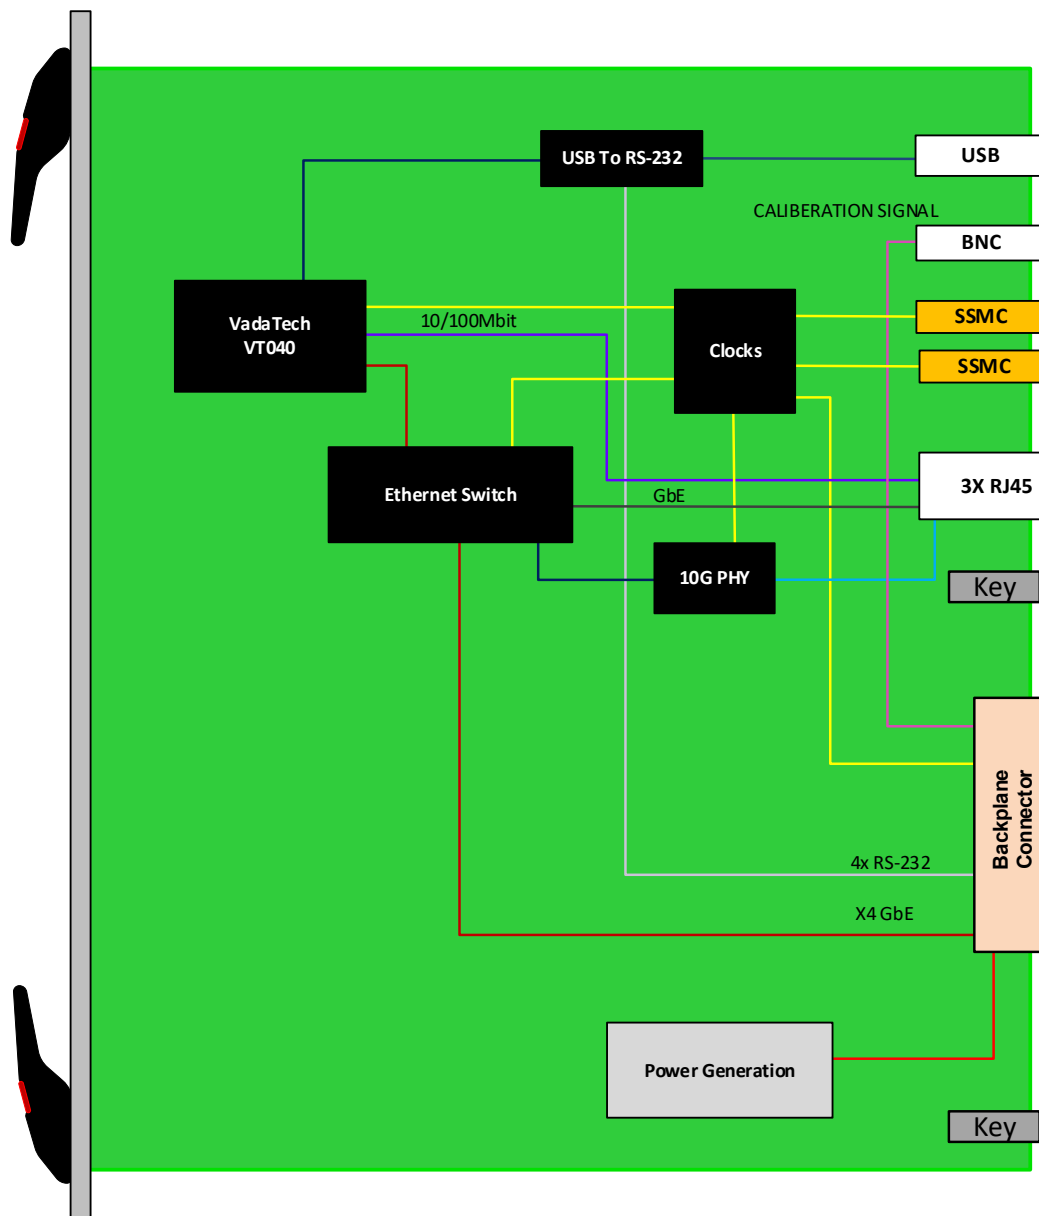 USB To RS-232
USB
CALIBERATION SIGNAL
BNC
VadaTech
VT040
10/100Mbit
Clocks
SSMC
SSMC
Ethernet Switch
GbE
3X RJ45
10G PHY
Key
Backplane
Connector
4x RS-232
X4 GbE
Power Generation
Key